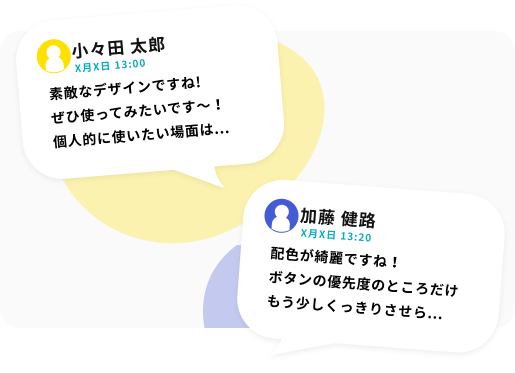 小々田 太郎
X月X日 13:00
素敵なデザインですね!
ぜひ使ってみたいです〜！
個人的に使いたい場面は...
加藤 健路
X月X日 13:20
配色が綺麗ですね！
ボタンの優先度のところだけ
もう少しくっきりさせら...